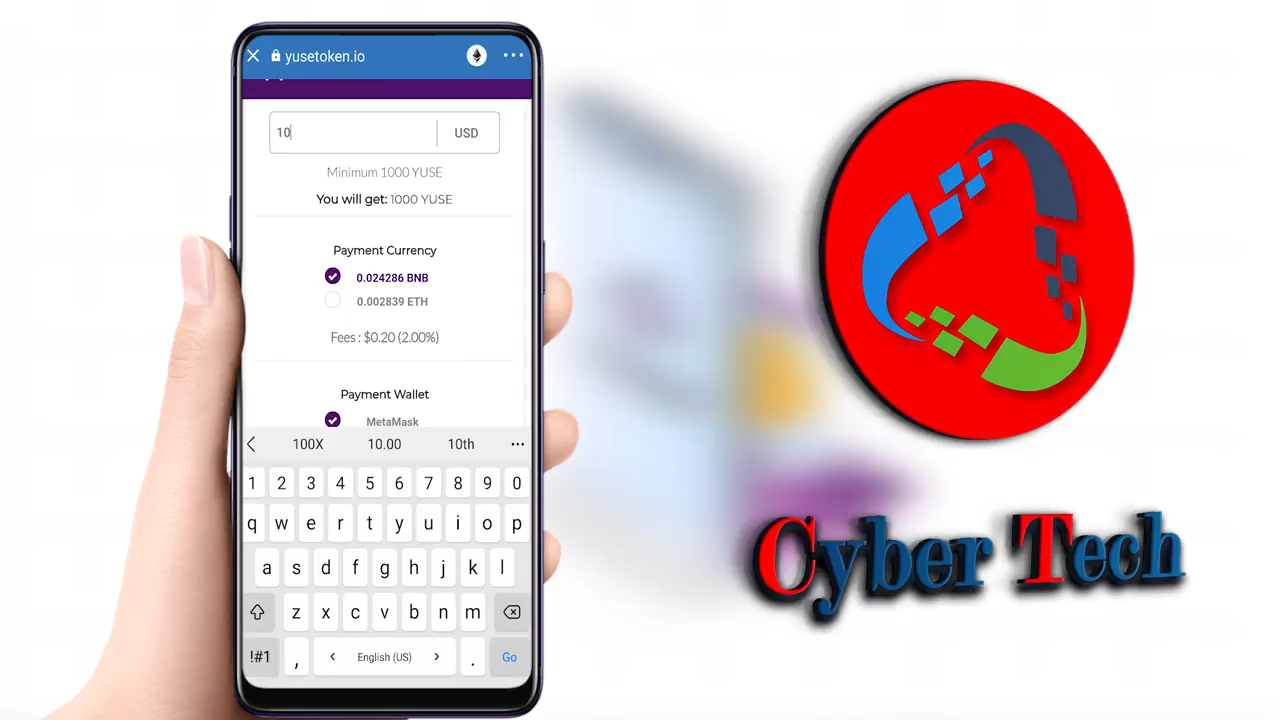 yusetoken.io
10 USD
Minimum 1000 YUSE
You will get: 1000 YUSE
Payment Currency
0.024286 BNB
0.002839 ETH
Fees : $0.20 (2.00%)
Payment Wallet
MetaMask
100X 10.00 10th
1 2 3 4 5 6 7 8 9 0
q w e r t y u i o p
a s d f g h j k l
z x c v b n m
!#1 , < English (US) > . Go
Cyber Tech